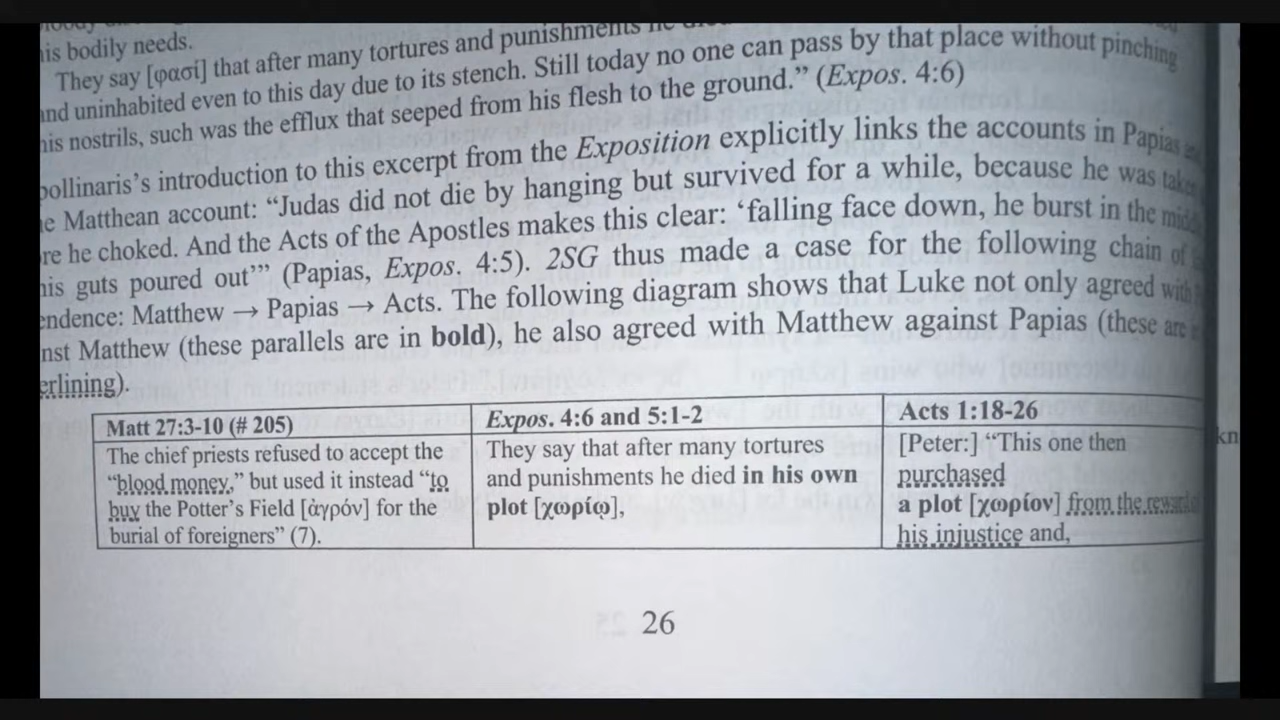 his bodily needs.
They say [φασί] that after many tortures and punishments he died
and uninhabited even to this day due to its stench. Still today no one can pass by that place without pinching
his nostrils, such was the efflux that seeped from his flesh to the ground.” (Expos. 4:6)
pollinaris’s introduction to this excerpt from the Exposition explicitly links the accounts in Papias
e Matthean account: “Judas did not die by hanging but survived for a while, because he was taken
re he choked. And the Acts of the Apostles makes this clear: ‘falling face down, he burst in the
his guts poured out’” (Papias, Expos. 4:5). 2SG thus made a case for the following chain of
endence: Matthew → Papias → Acts. The following diagram shows that Luke not only agreed with
nst Matthew (these parallels are in bold), he also agreed with Matthew against Papias (these are
erlining).
Matt 27:3-10 (# 205)
The chief priests refused to accept the
“blood money,” but used it instead “to
buy the Potter’s Field [ἀγρόν] for the
burial of foreigners” (7).
Expos. 4:6 and 5:1-2
They say that after many tortures
and punishments he died in his own
plot [χωρίῳ],
Acts 1:18-26
[Peter:] “This one then
purchased
a plot [χωρίον] from the
his injustice and,
kn
26